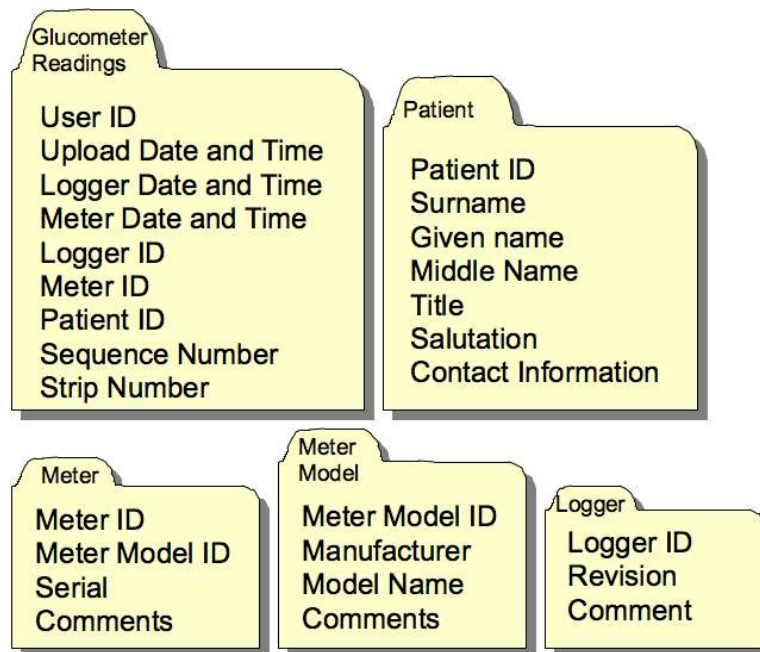 Glucometer
Readings
User ID
Upload Date and Time
Logger Date and Time
Meter Date and Time
Logger ID
Meter ID
Patient ID
Sequence Number
Strip Number
Patient
Patient ID
Surname
Given name
Middle Name
Title
Salutation
Contact Information
Meter
Meter ID
Meter Model ID
Serial
Comments
Meter
Model
Meter Model ID
Manufacturer
Model Name
Comments
Logger
Logger ID
Revision
Comment